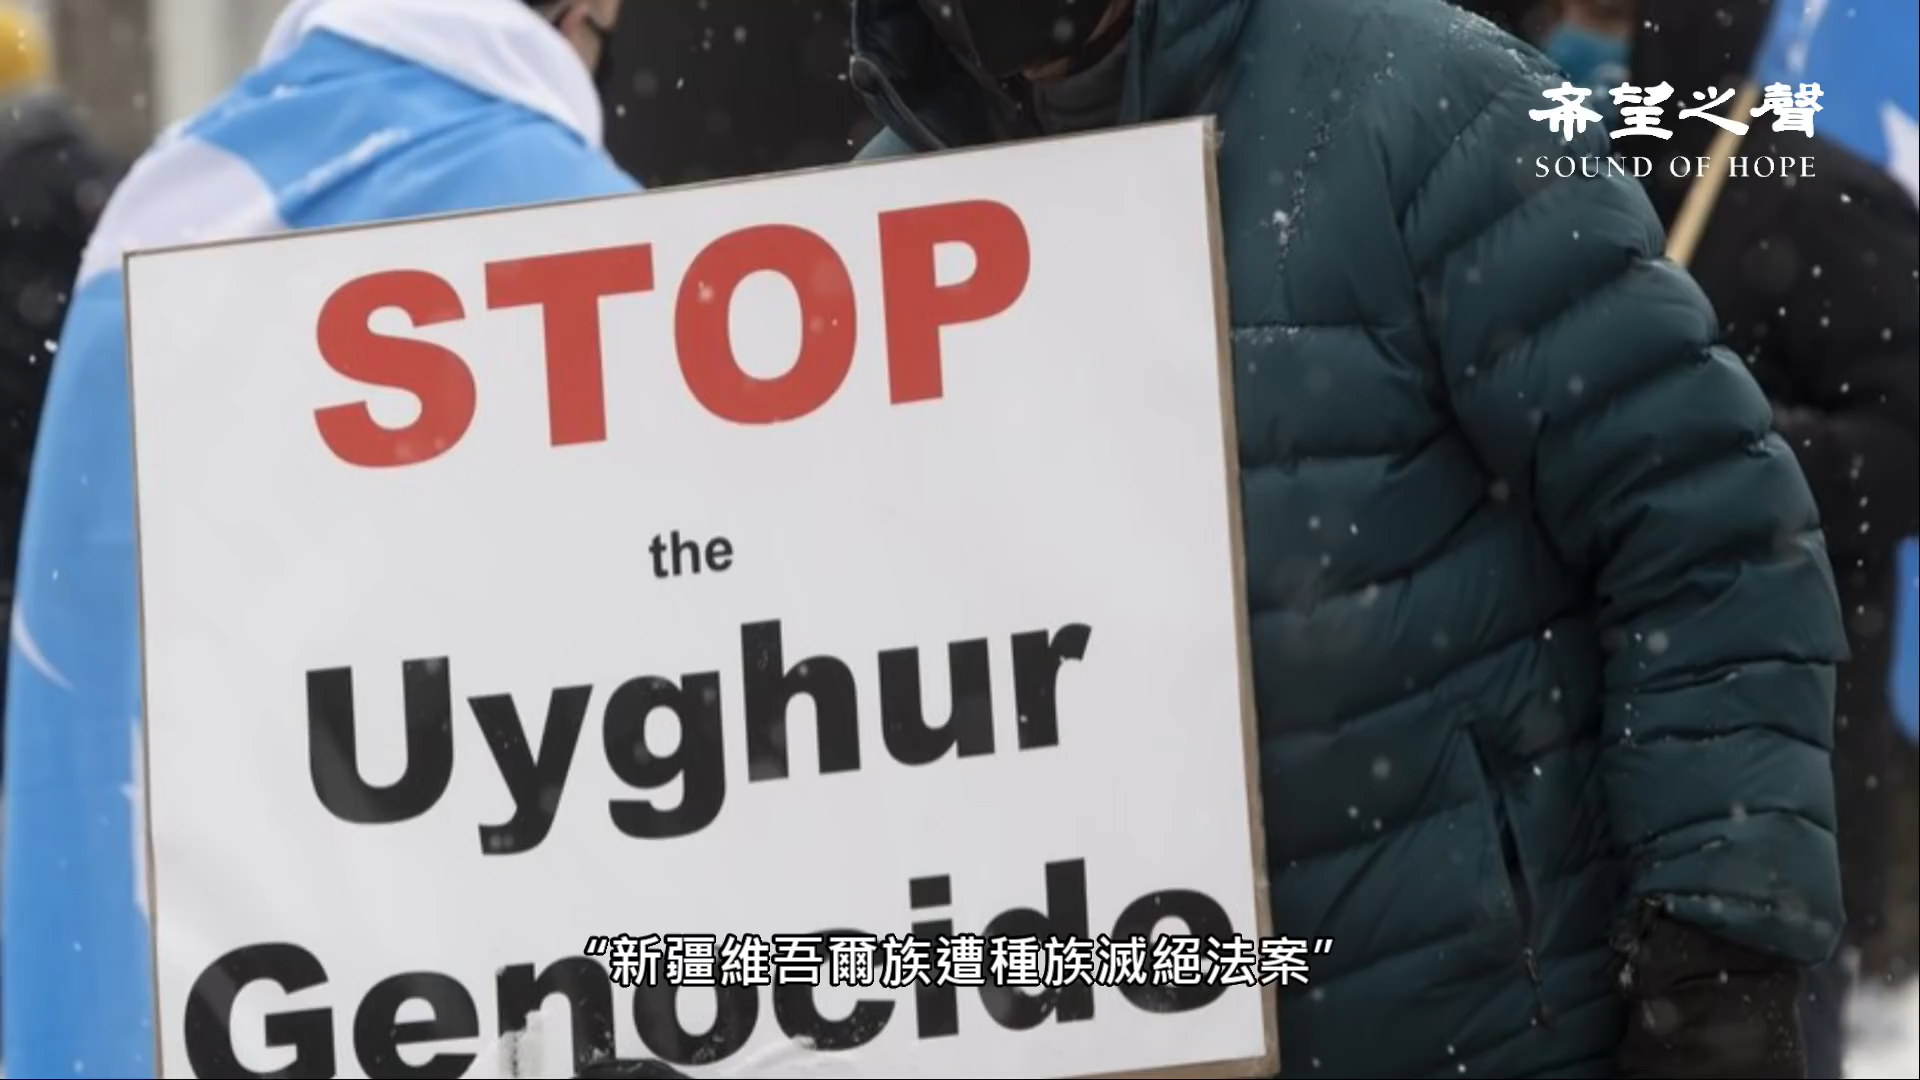 希望之聲
SOUND OF HOPE
STOP
the
Uyghur
Genocide
“新疆維吾爾族遭種族滅絕法案”